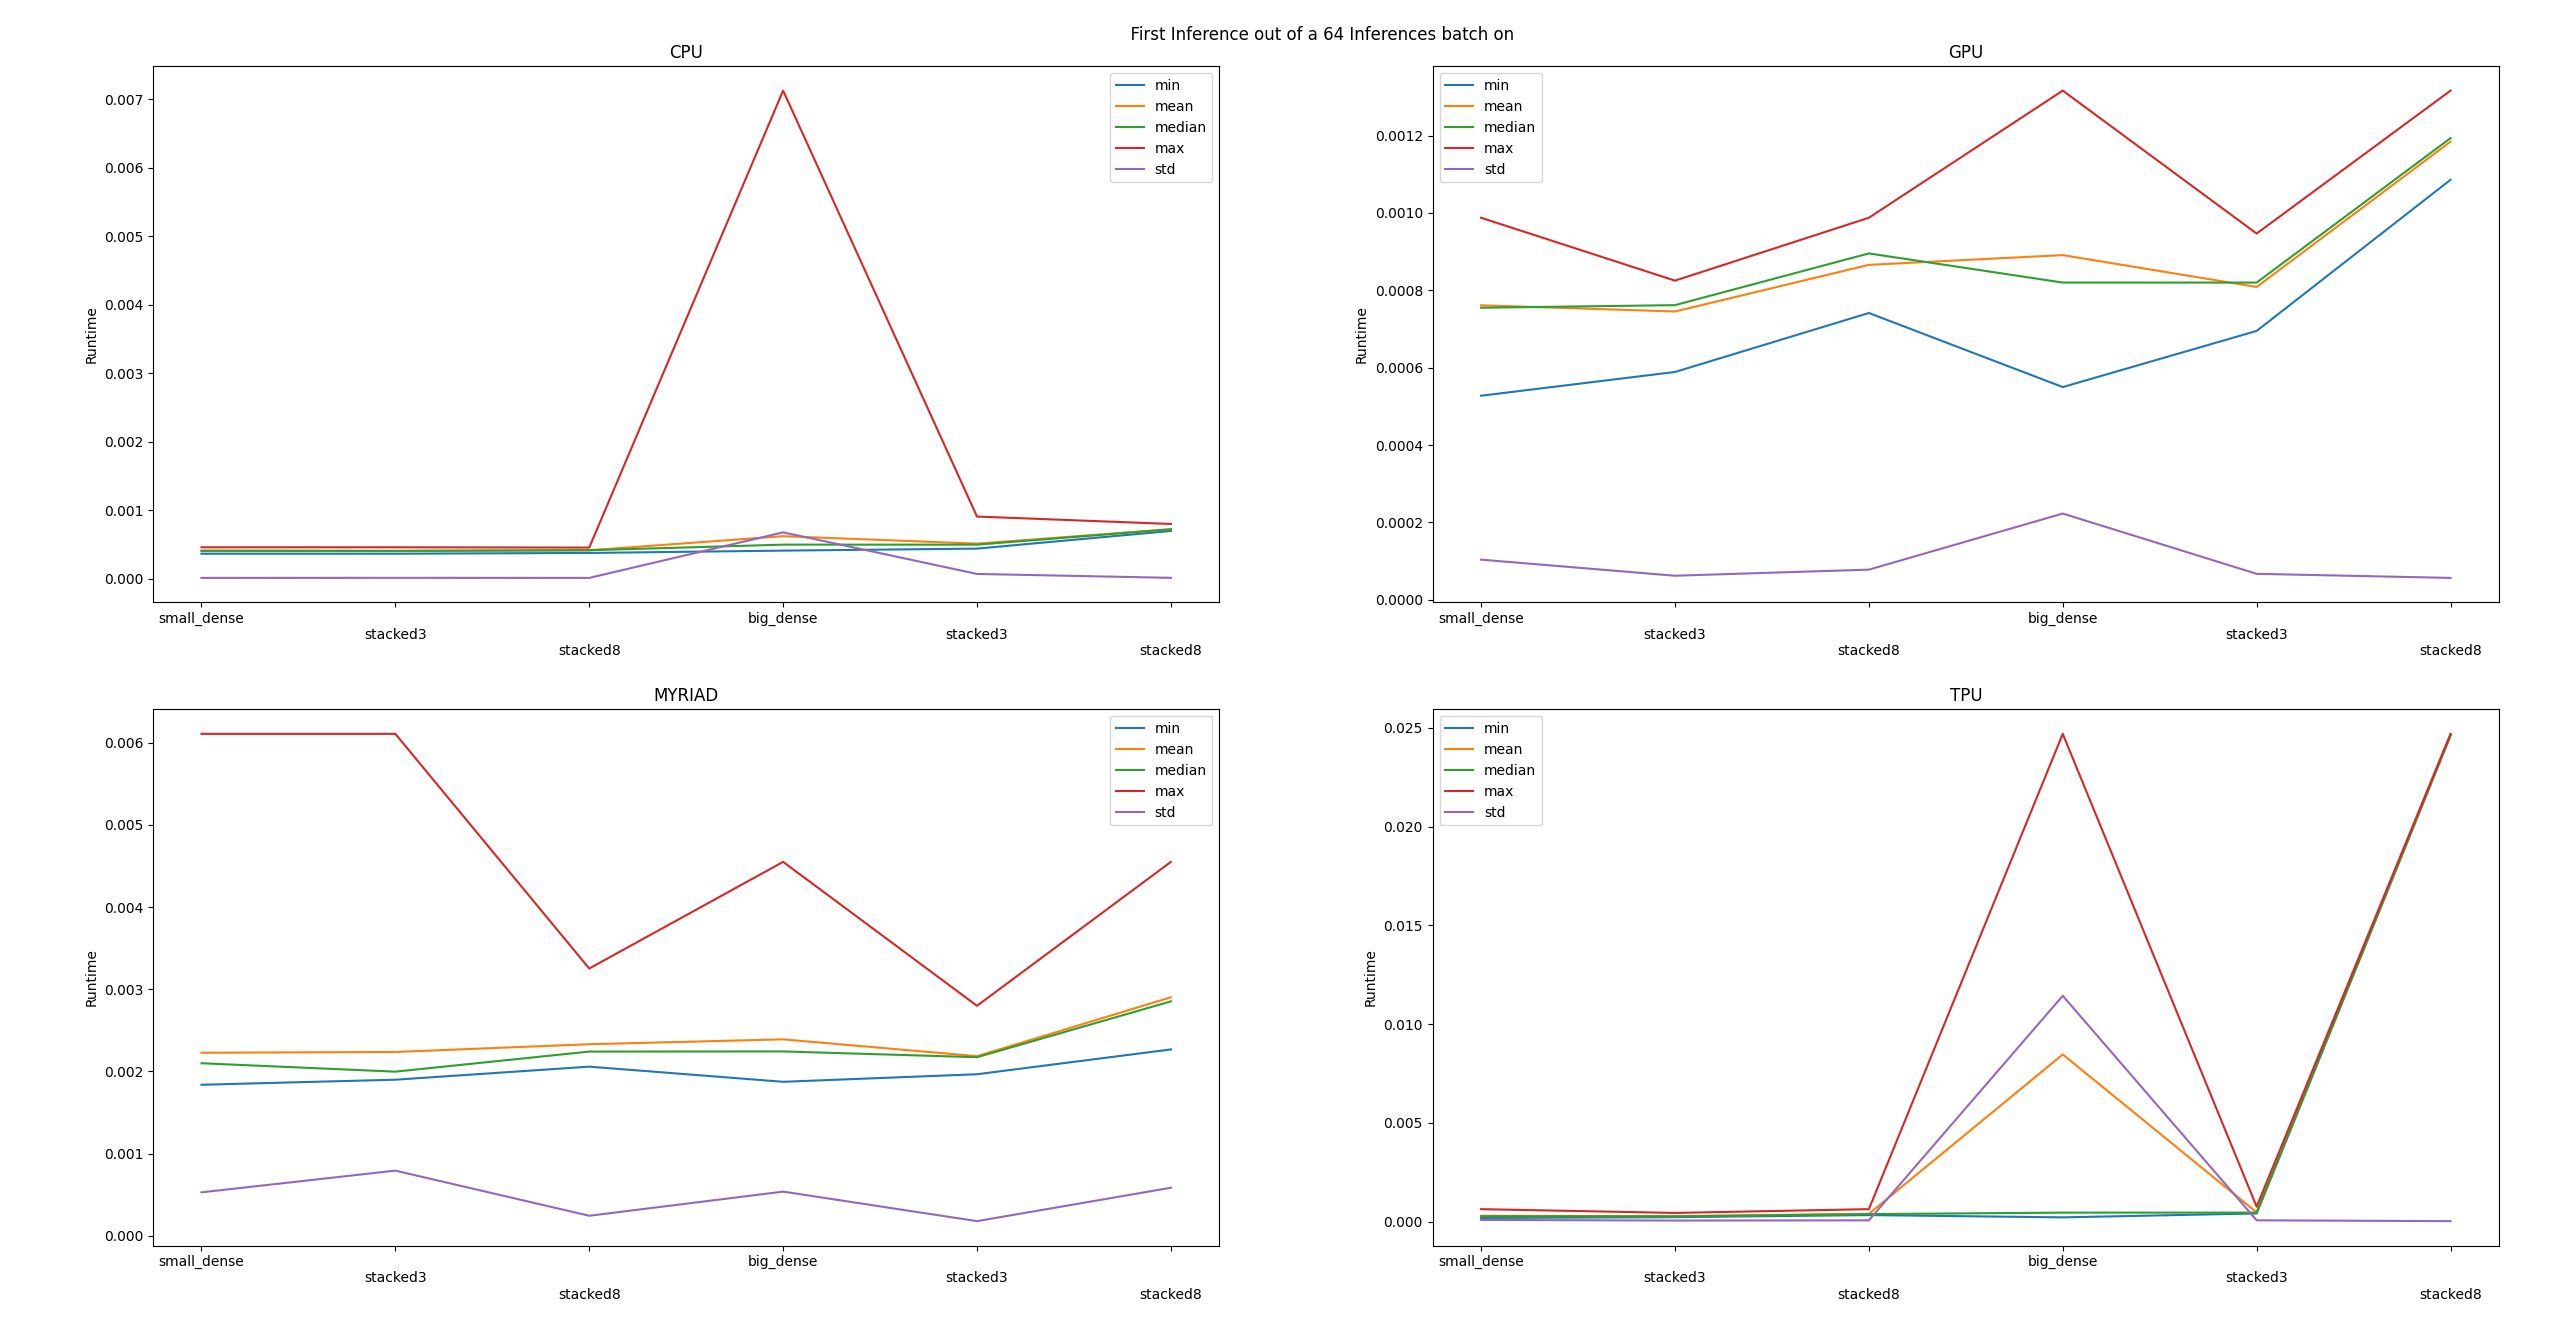 First Inference out of a 64 Inferences batch on
CPU
Runtime
0.007
0.006
0.005
0.004
0.003
0.002
0.001
0.000
min
mean
median
max
std
small_dense
stacked3
stacked8
big_dense
stacked3
stacked8
GPU
Runtime
0.0012
0.0010
0.0008
0.0006
0.0004
0.0002
0.0000
min
mean
median
max
std
small_dense
stacked3
stacked8
big_dense
stacked3
stacked8
MYRIAD
Runtime
0.006
0.005
0.004
0.003
0.002
0.001
0.000
min
mean
median
max
std
small_dense
stacked3
stacked8
big_dense
stacked3
stacked8
TPU
Runtime
0.025
0.020
0.015
0.010
0.005
0.000
min
mean
median
max
std
small_dense
stacked3
stacked8
big_dense
stacked3
stacked8